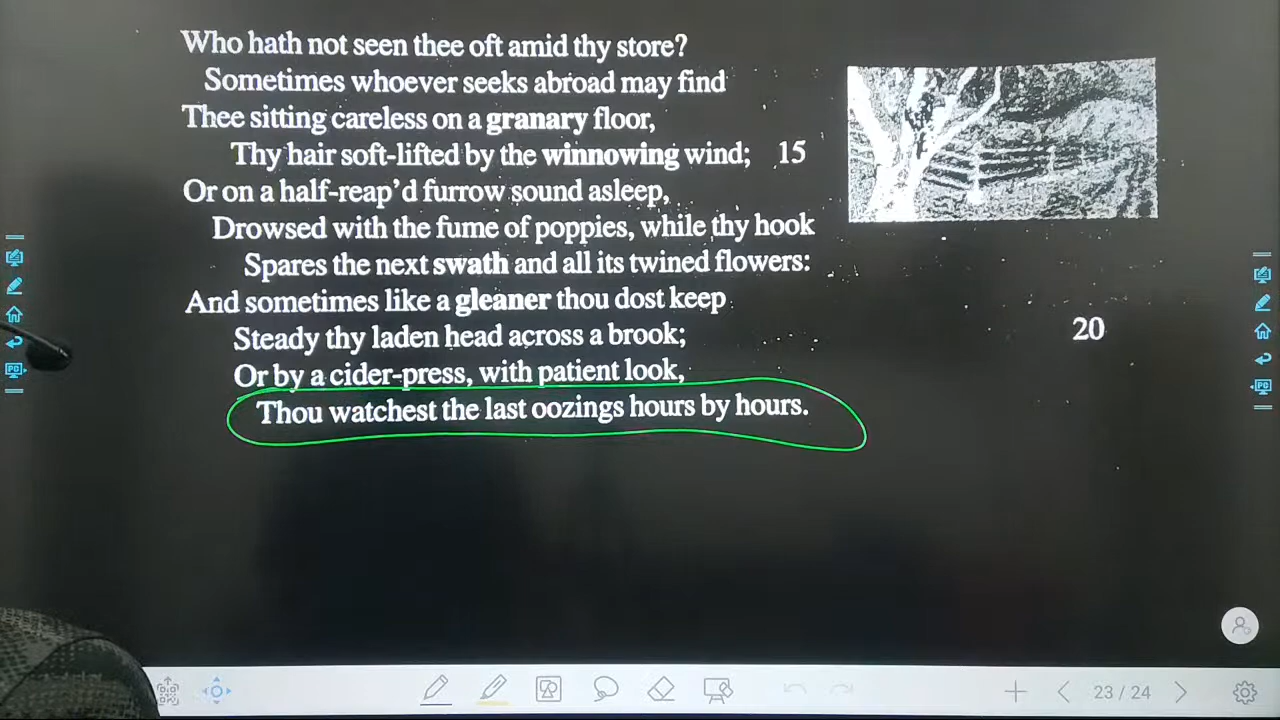 Who hath not seen thee oft amid thy store?
Sometimes whoever seeks abroad may find
Thee sitting careless on a granary floor,
Thy hair soft-lifted by the winnowing wind; 15
Or on a half-reap'd furrow sound asleep,
Drowsed with the fume of poppies, while thy hook
Spares the next swath and all its twined flowers:
And sometimes like a gleaner thou dost keep
Steady thy laden head across a brook; 20
Or by a cider-press, with patient look,
Thou watchest the last oozings hours by hours.
PC
PC
23 / 24